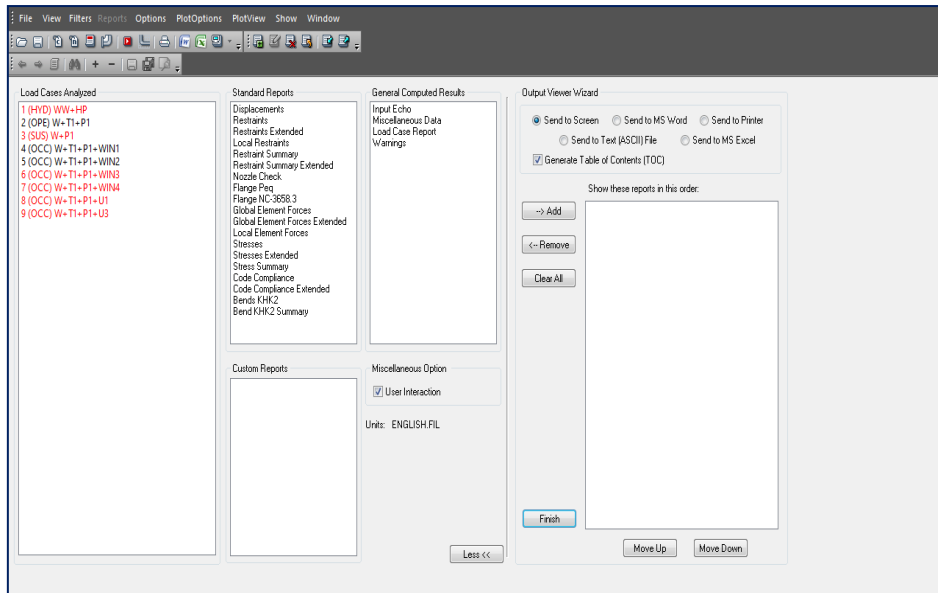 File View Filters Reports Options PlotOptions PlotView Show Window
Load Cases Analyzed
1 (HYD) WW+HP
2 (OPE) W+T1+P1
3 (SUS) W+P1
4 (OCC) W+T1+P1+WIN1
5 (OCC) W+T1+P1+WIN2
6 (OCC) W+T1+P1+WIN3
7 (OCC) W+T1+P1+WIN4
8 (OCC) W+T1+P1+U1
9 (OCC) W+T1+P1+U3
Standard Reports
Displacements
Restraints
Restraints Extended
Local Restraints
Restraint Summary
Restraint Summary Extended
Nozzle Check
Flange Peq
Flange NC-3658.3
Global Element Forces
Global Element Forces Extended
Local Element Forces
Stresses
Stresses Extended
Stress Summary
Code Compliance
Code Compliance Extended
Bends KHK2
Bend KHK2 Summary
General Computed Results
Input Echo
Miscellaneous Data
Load Case Report
Warnings
Custom Reports
Miscellaneous Option
User Interaction
Units: ENGLISH.FIL
Less <<
Output Viewer Wizard
Send to Screen Send to MS Word Send to Printer
Send to Text (ASCII) File Send to MS Excel
Generate Table of Contents (TOC)
Show these reports in this order:
--> Add
<-- Remove
Clear All
Finish
Move Up Move Down